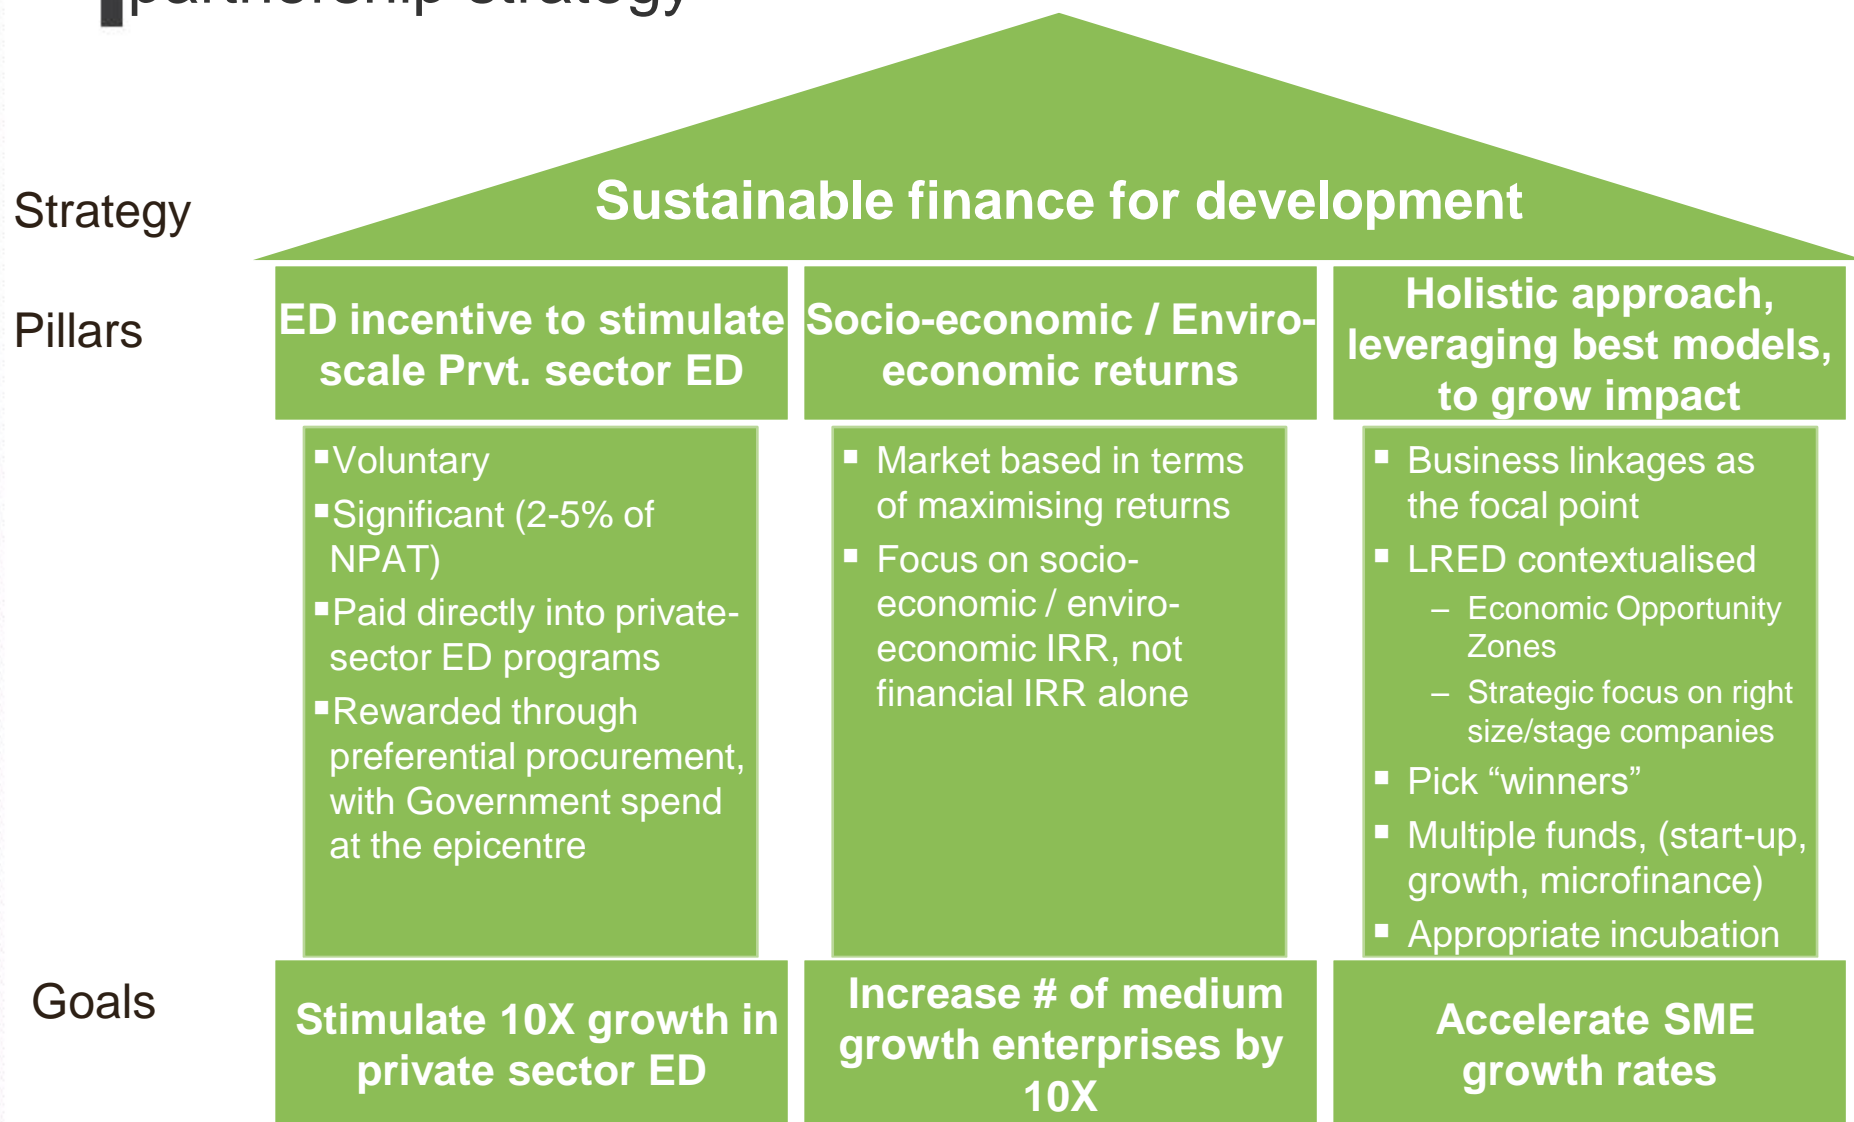 partnership strategy
Strategy
Sustainable finance for development
Pillars
ED incentive to stimulate
scale Prvt. sector ED
Socio-economic / Enviro-
economic returns
Holistic approach,
leveraging best models,
to grow impact
▪Voluntary
▪Significant (2-5% of
NPAT)
▪Paid directly into private-
sector ED programs
▪Rewarded through
preferential procurement,
with Government spend
at the epicentre
▪ Market based in terms
of maximising returns
▪ Focus on socio-
economic / enviro-
economic IRR, not
financial IRR alone
▪ Business linkages as
the focal point
▪ LRED contextualised
– Economic Opportunity
Zones
– Strategic focus on right
size/stage companies
▪ Pick “winners”
▪ Multiple funds, (start-up,
growth, microfinance)
▪ Appropriate incubation
Goals
Stimulate 10X growth in
private sector ED
Increase # of medium
growth enterprises by
10X
Accelerate SME
growth rates